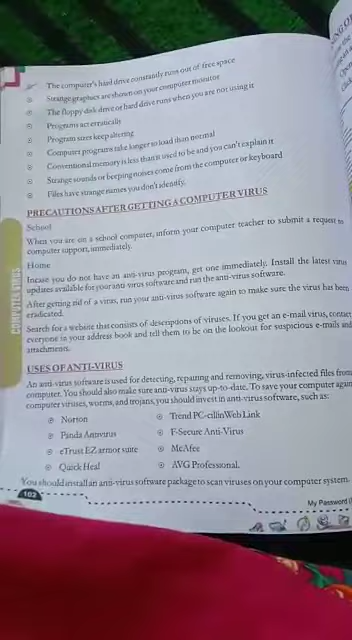 The computer's hard drive constantly runs out of free space
Strange graphics are shown on your computer monitor
The floppy disk drive or hard drive runs when you are not using it
Programs act erratically
Program sizes keep altering
Computer programs take longer to load than normal
Conventional memory is less than it used to be and you can't explain it
Strange sounds or beeping noises come from the computer or keyboard
Files have strange names you don't identify.
PRECAUTIONS AFTER GETTING A COMPUTER VIRUS
School
When you are on a school computer, inform your computer teacher to submit a request to
computer support, immediately.
Home
Incase you do not have an anti-virus program, get one immediately. Install the latest virus
updates available for your anti-virus software and run the anti-virus software.
After getting rid of a virus, run your anti-virus software again to make sure the virus has been
eradicated.
Search for a website that consists of descriptions of viruses. If you get an e-mail virus, contact
everyone in your address book and tell them to be on the lookout for suspicious e-mails and
attachments.
COMPUTER VIRUS
USES OF ANTI-VIRUS
An anti-virus software is used for detecting, repairing and removing, virus-infected files from
computer. You should also make sure anti-virus stays up-to-date. To save your computer again
computer viruses, worms, and trojans, you should invest in anti-virus software, such as:
Norton
Trend PC-cillin Web Link
Panda Antivirus
F-Secure Anti-Virus
eTrust EZ armor suite
McAfee
Quick Heal
AVG Professional.
You should install an anti-virus software package to scan viruses on your computer system.
102
My Password